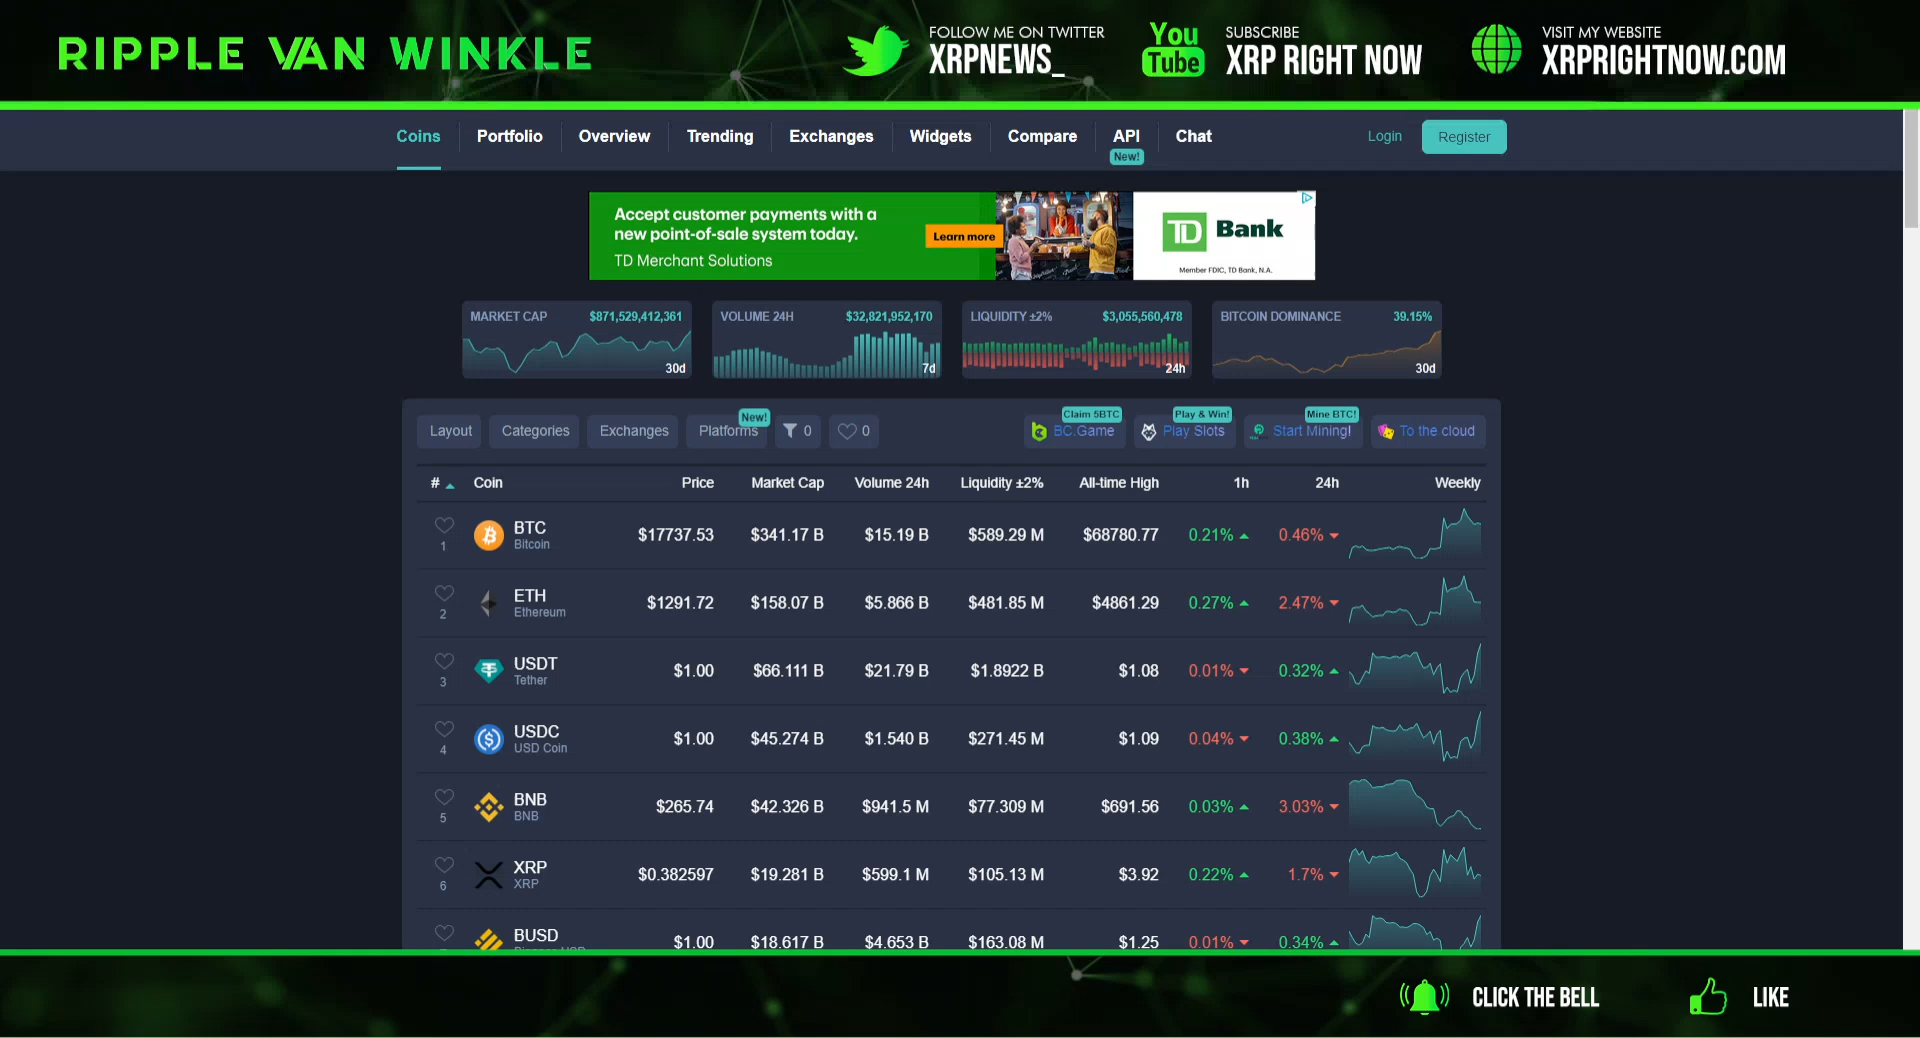 RIPPLE VAN WINKLE
FOLLOW ME ON TWITTER
XRPNEWS_
You
Tube
SUBSCRIBE
XRP RIGHT NOW
VISIT MY WEBSITE
XRPRIGHTNOW.COM
Coins Portfolio Overview Trending Exchanges Widgets Compare API Chat Login Register
New!
Accept customer payments with a
new point-of-sale system today.
TD Merchant Solutions
Learn more
TD Bank
Member FDIC, TD Bank, N.A.
MARKET CAP $871,529,412,361
30d
VOLUME 24H $32,821,952,170
7d
LIQUIDITY ±2% $3,055,560,478
24h
BITCOIN DOMINANCE 39.15%
30d
New! Claim 5BTC Play & Win! Mine BTC!
Layout Categories Exchanges Platforms 0 0 BC.Game Play Slots Start Mining! To the cloud
# Coin Price Market Cap Volume 24h Liquidity ±2% All-time High 1h 24h Weekly
1 BTC $17737.53 $341.17 B $15.19 B $589.29 M $68780.77 0.21% 0.46%
Bitcoin
2 ETH $1291.72 $158.07 B $5.866 B $481.85 M $4861.29 0.27% 2.47%
Ethereum
3 USDT $1.00 $66.111 B $21.79 B $1.8922 B $1.08 0.01% 0.32%
Tether
4 USDC $1.00 $45.274 B $1.540 B $271.45 M $1.09 0.04% 0.38%
USD Coin
5 BNB $265.74 $42.326 B $941.5 M $77.309 M $691.56 0.03% 3.03%
BNB
6 XRP $0.382597 $19.281 B $599.1 M $105.13 M $3.92 0.22% 1.7%
XRP
BUSD $1.00 $18.617 B $4.653 B $163.08 M $1.25 0.01% 0.34%
CLICK THE BELL
LIKE